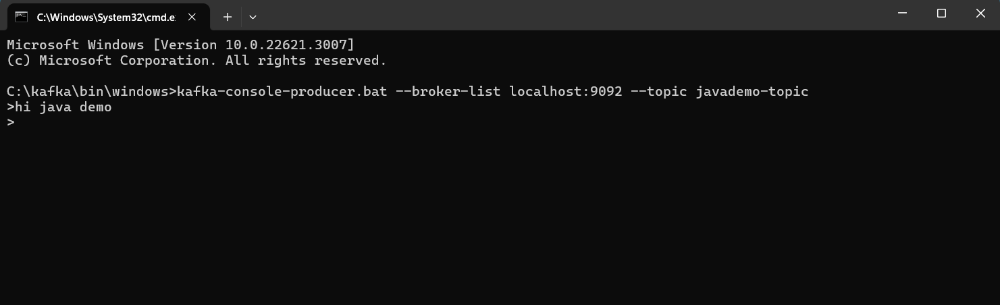 C:\Windows\System32\cmd.e
Microsoft Windows [Version 10.0.22621.3007]
(c) Microsoft Corporation. All rights reserved.
C:\kafka\bin\windows>kafka-console-producer.bat --broker-list localhost:9092 --topic javademo-topic
>hi java demo
>